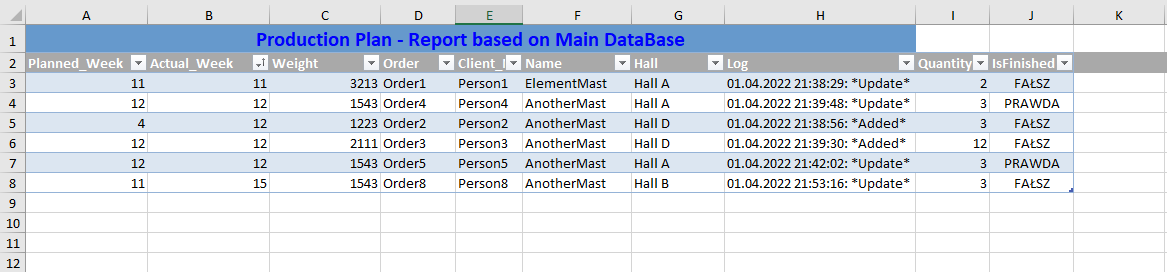 A B C D E F G H I J K
1 Production Plan - Report based on Main DataBase
2 Planned_Week Actual_Week Weight Order Client_ Name Hall Log Quantity IsFinished
3 11 11 3213 Order1 Person1 ElementMast Hall A 01.04.2022 21:38:29: *Update* 2 FAŁSZ
4 12 12 1543 Order4 Person4 AnotherMast Hall A 01.04.2022 21:39:48: *Update* 3 PRAWDA
5 4 12 1223 Order2 Person2 AnotherMast Hall D 01.04.2022 21:38:56: *Added* 3 FAŁSZ
6 12 12 2111 Order3 Person3 AnotherMast Hall D 01.04.2022 21:39:30: *Added* 12 FAŁSZ
7 12 12 1543 Order5 Person5 AnotherMast Hall A 01.04.2022 21:42:02: *Update* 3 PRAWDA
8 11 15 1543 Order8 Person8 AnotherMast Hall B 01.04.2022 21:53:16: *Update* 3 FAŁSZ
9
10
11
12